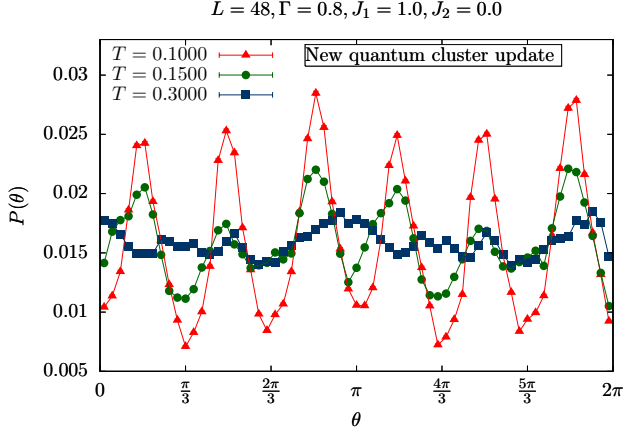 L = 48, Γ = 0.8, J₁ = 1.0, J₂ = 0.0
New quantum cluster update
T = 0.1000
T = 0.1500
T = 0.3000
P(θ)
0.03
0.025
0.02
0.015
0.01
0.005
0 π/3 2π/3 π 4π/3 5π/3 2π
θ